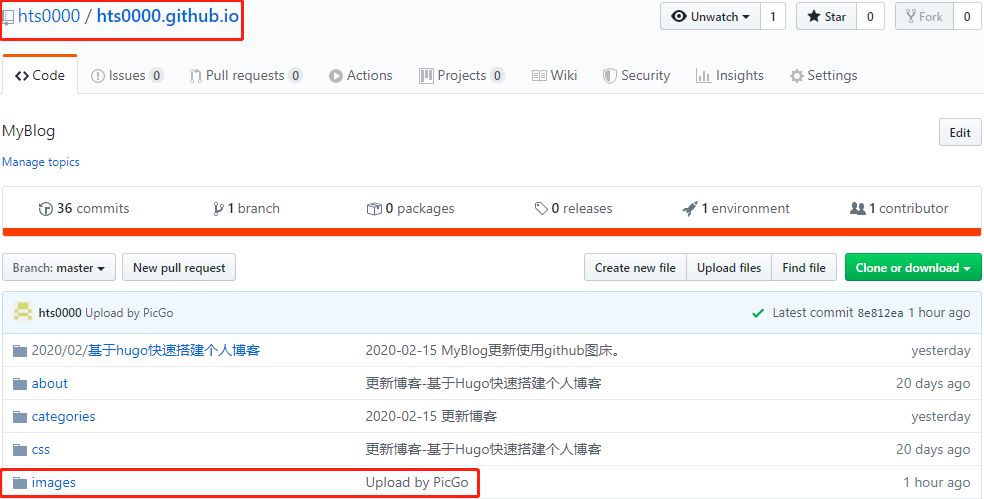 hts0000 / hts0000.github.io Unwatch 1 Star 0 Fork 0
Code Issues 0 Pull requests 0 Actions Projects 0 Wiki Security Insights Settings
MyBlog Edit
Manage topics
36 commits 1 branch 0 packages 0 releases 1 environment 1 contributor
Branch: master New pull request Create new file Upload files Find file Clone or download
hts0000 Upload by PicGo Latest commit 8e812ea 1 hour ago
2020/02/基于hugo快速搭建个人博客 2020-02-15 MyBlog更新使用github图床。 yesterday
about 更新博客-基于Hugo快速搭建个人博客 20 days ago
categories 2020-02-15 更新博客 yesterday
css 更新博客-基于Hugo快速搭建个人博客 20 days ago
images Upload by PicGo 1 hour ago